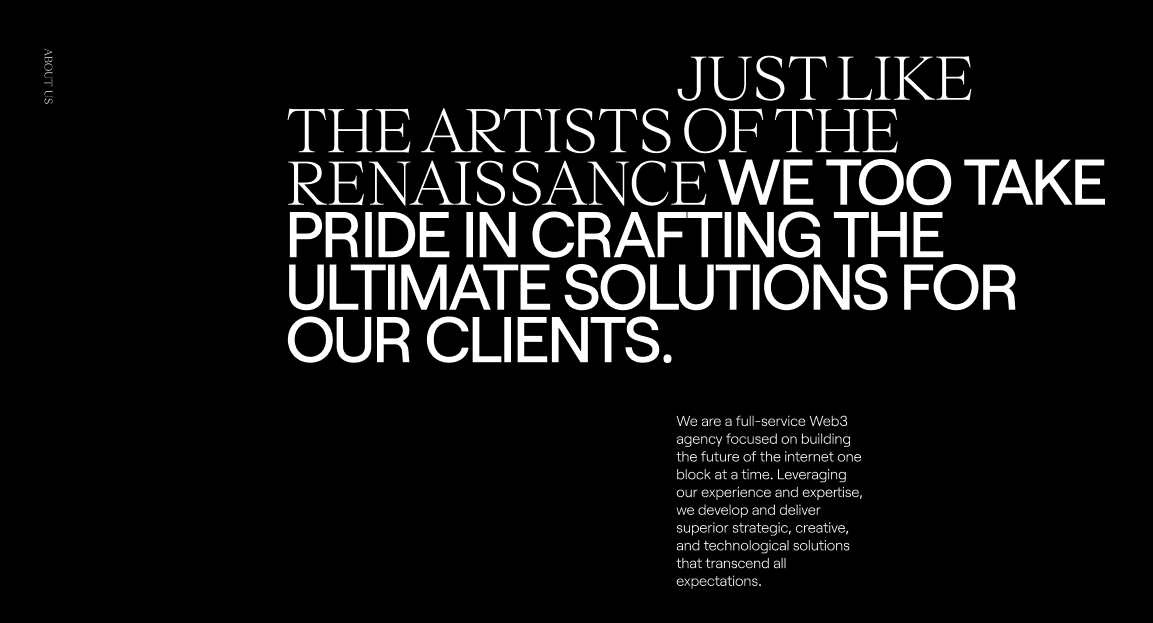 ABOUT US
JUST LIKE
THE ARTISTS OF THE
RENAISSANCE WE TOO TAKE
PRIDE IN CRAFTING THE
ULTIMATE SOLUTIONS FOR
OUR CLIENTS.
We are a full-service Web3
agency focused on building
the future of the internet one
block at a time. Leveraging
our experience and expertise,
we develop and deliver
superior strategic, creative,
and technological solutions
that transcend all
expectations.